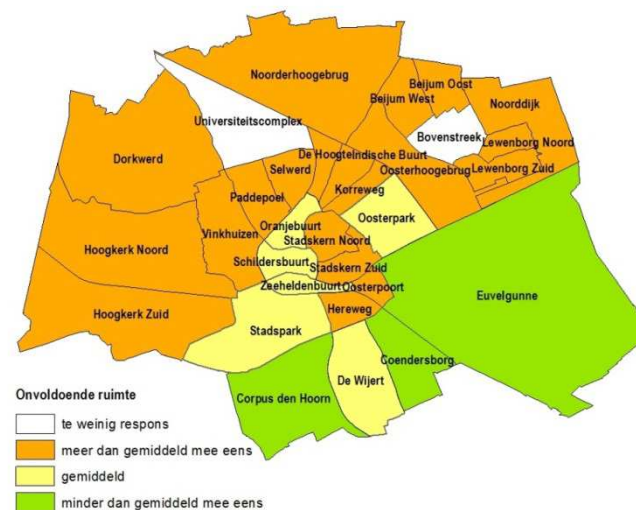 Noorderhoogebrug
Beijum Oost
Beijum West
Noorddijk
Universiteitscomplex
Bovenstreek
Lewenborg Noord
Dorkwerd
De Hoogte
Indische Buurt
Selwerd
Oosterhoogebrug
Lewenborg Zuid
Paddepoel
Korreweg
Oosterpark
Oranjebuurt
Vinkhuizen
Stadskern Noord
Hoogkerk Noord
Schildersbuurt
Stadskern Zuid
Zeeheldenbuurt
Oosterpoort
Euvelgunne
Hereweg
Hoogkerk Zuid
Stadspark
Coendersborg
De Wijert
Corpus den Hoorn
Onvoldoende ruimte
te weinig respons
meer dan gemiddeld mee eens
gemiddeld
minder dan gemiddeld mee eens